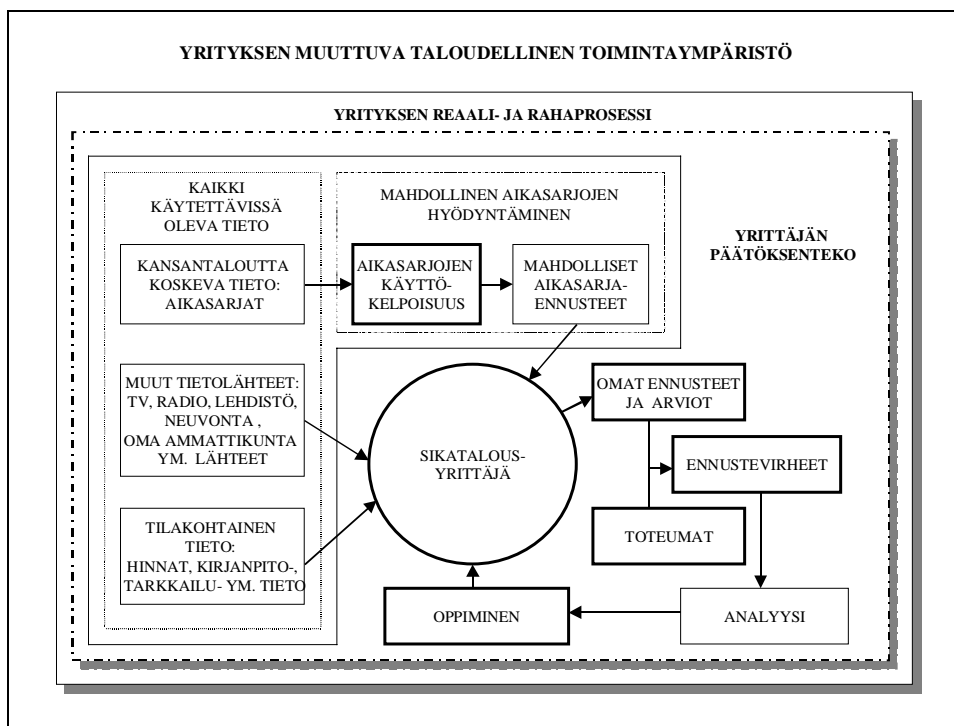 YRITYKSEN MUUTTUVA TALOUDELLINEN TOIMINTAYMPÄRISTÖ
YRITYKSEN REAALI- JA RAHAPROSESSI
KAIKKI
KÄYTETTÄVISSÄ
OLEVA TIETO
MAHDOLLINEN AIKASARJOJEN
HYÖDYNTÄMINEN
YRITTÄJÄN
PÄÄTÖKSENTEKO
KANSANTALOUTTA
KOSKEVA TIETO:
AIKASARJAT
AIKASARJOJEN
KÄYTTÖ-
KELPOISUUS
MAHDOLLISET
AIKASARJA-
ENNUSTEET
MUUT TIETOLÄHTEET:
TV, RADIO, LEHDISTÖ,
NEUVONTA ,
OMA AMMATTIKUNTA
YM. LÄHTEET
SIKATALOUS-
YRITTÄJÄ
OMAT ENNUSTEET
JA ARVIOT
ENNUSTEVIRHEET
TOTEUMAT
TILAKOHTAINEN
TIETO:
HINNAT, KIRJANPITO-,
TARKKAILU- YM. TIETO
OPPIMINEN
ANALYYSI